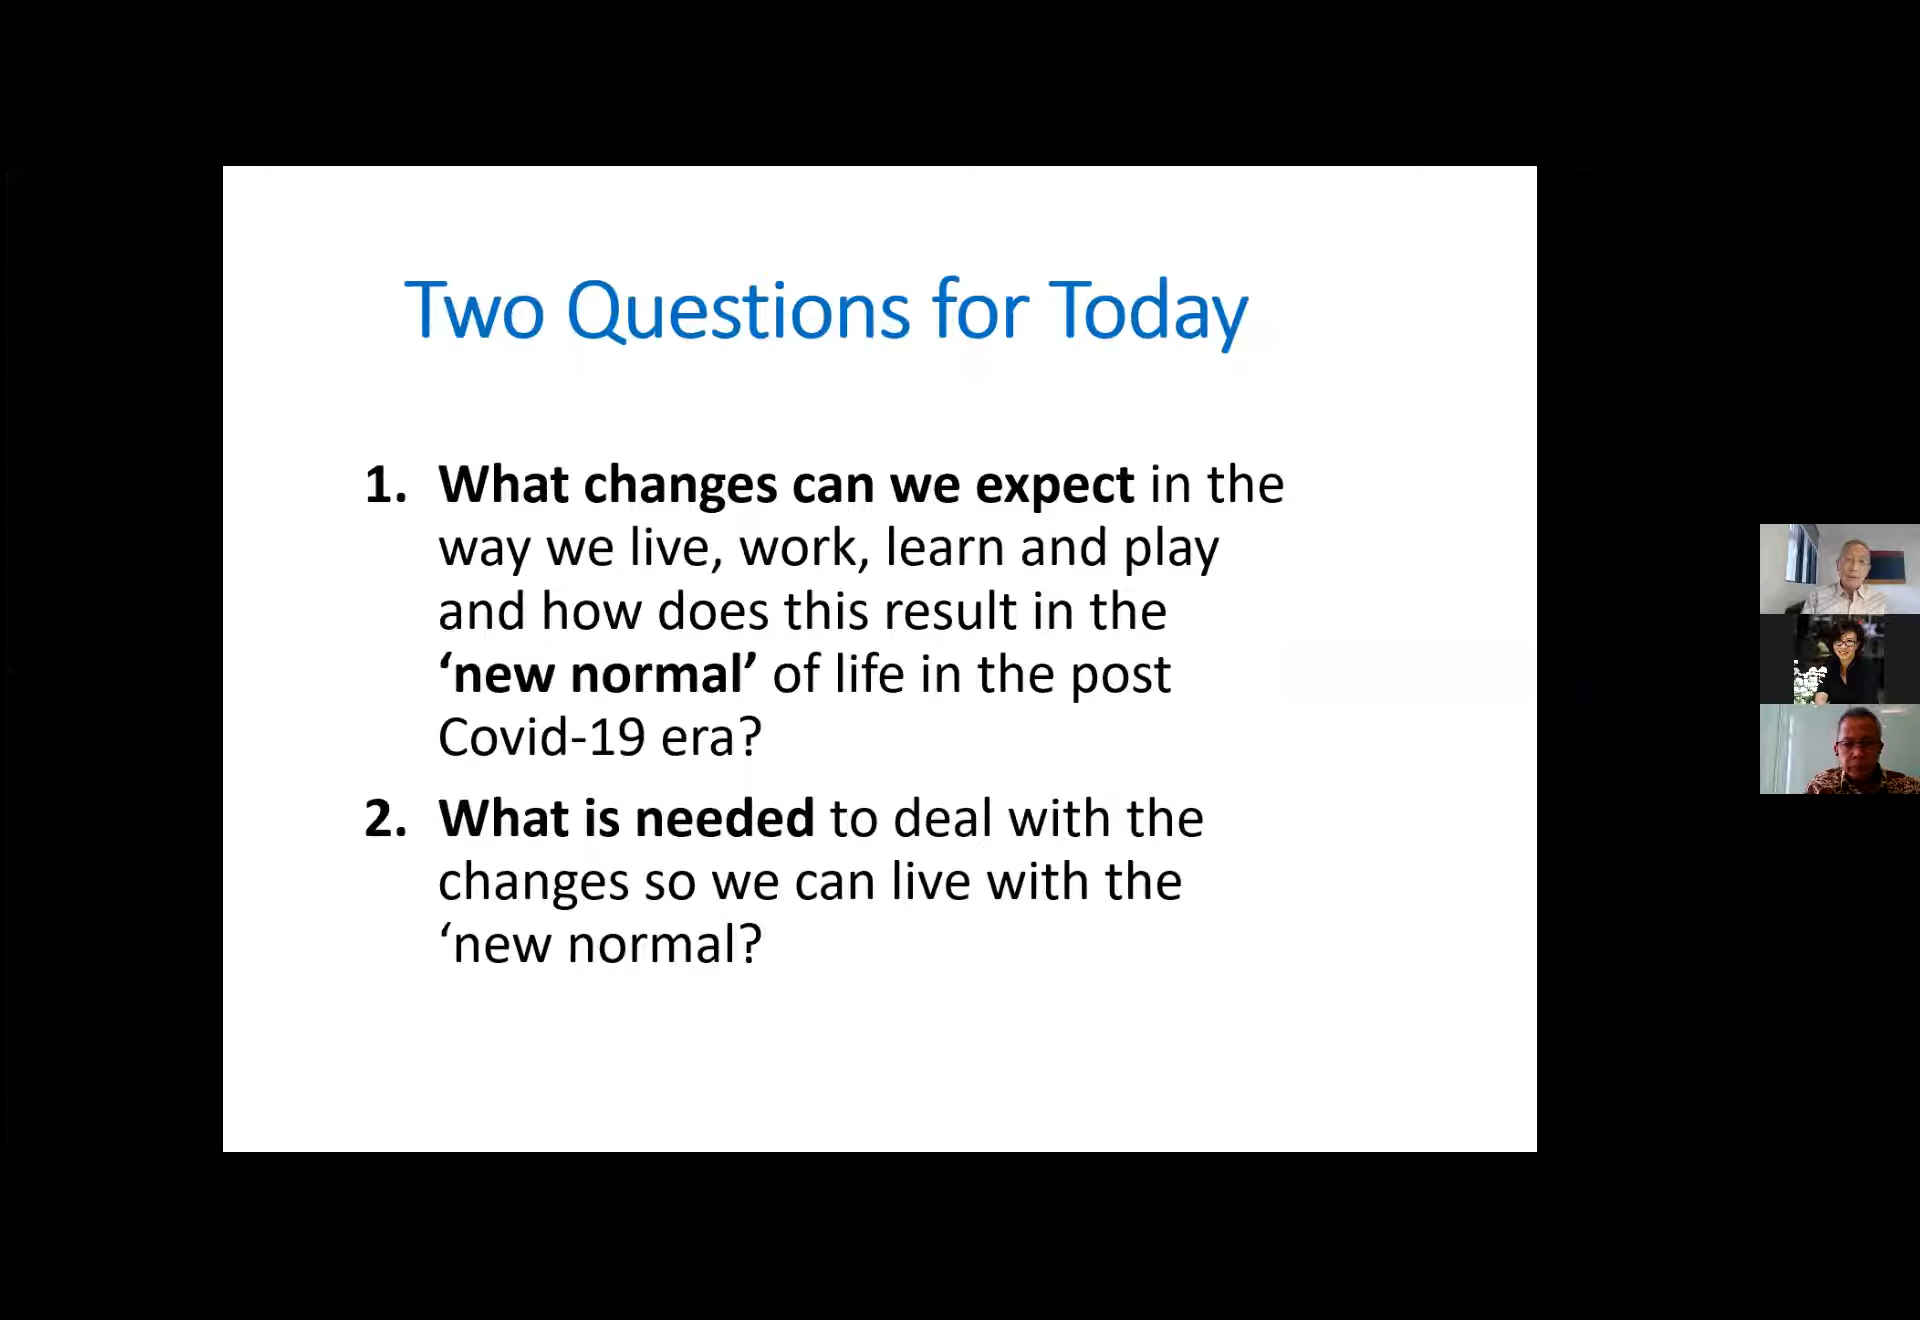 Two Questions for Today
1. What changes can we expect in the
way we live, work, learn and play
and how does this result in the
‘new normal’ of life in the post
Covid-19 era?
2. What is needed to deal with the
changes so we can live with the
‘new normal?